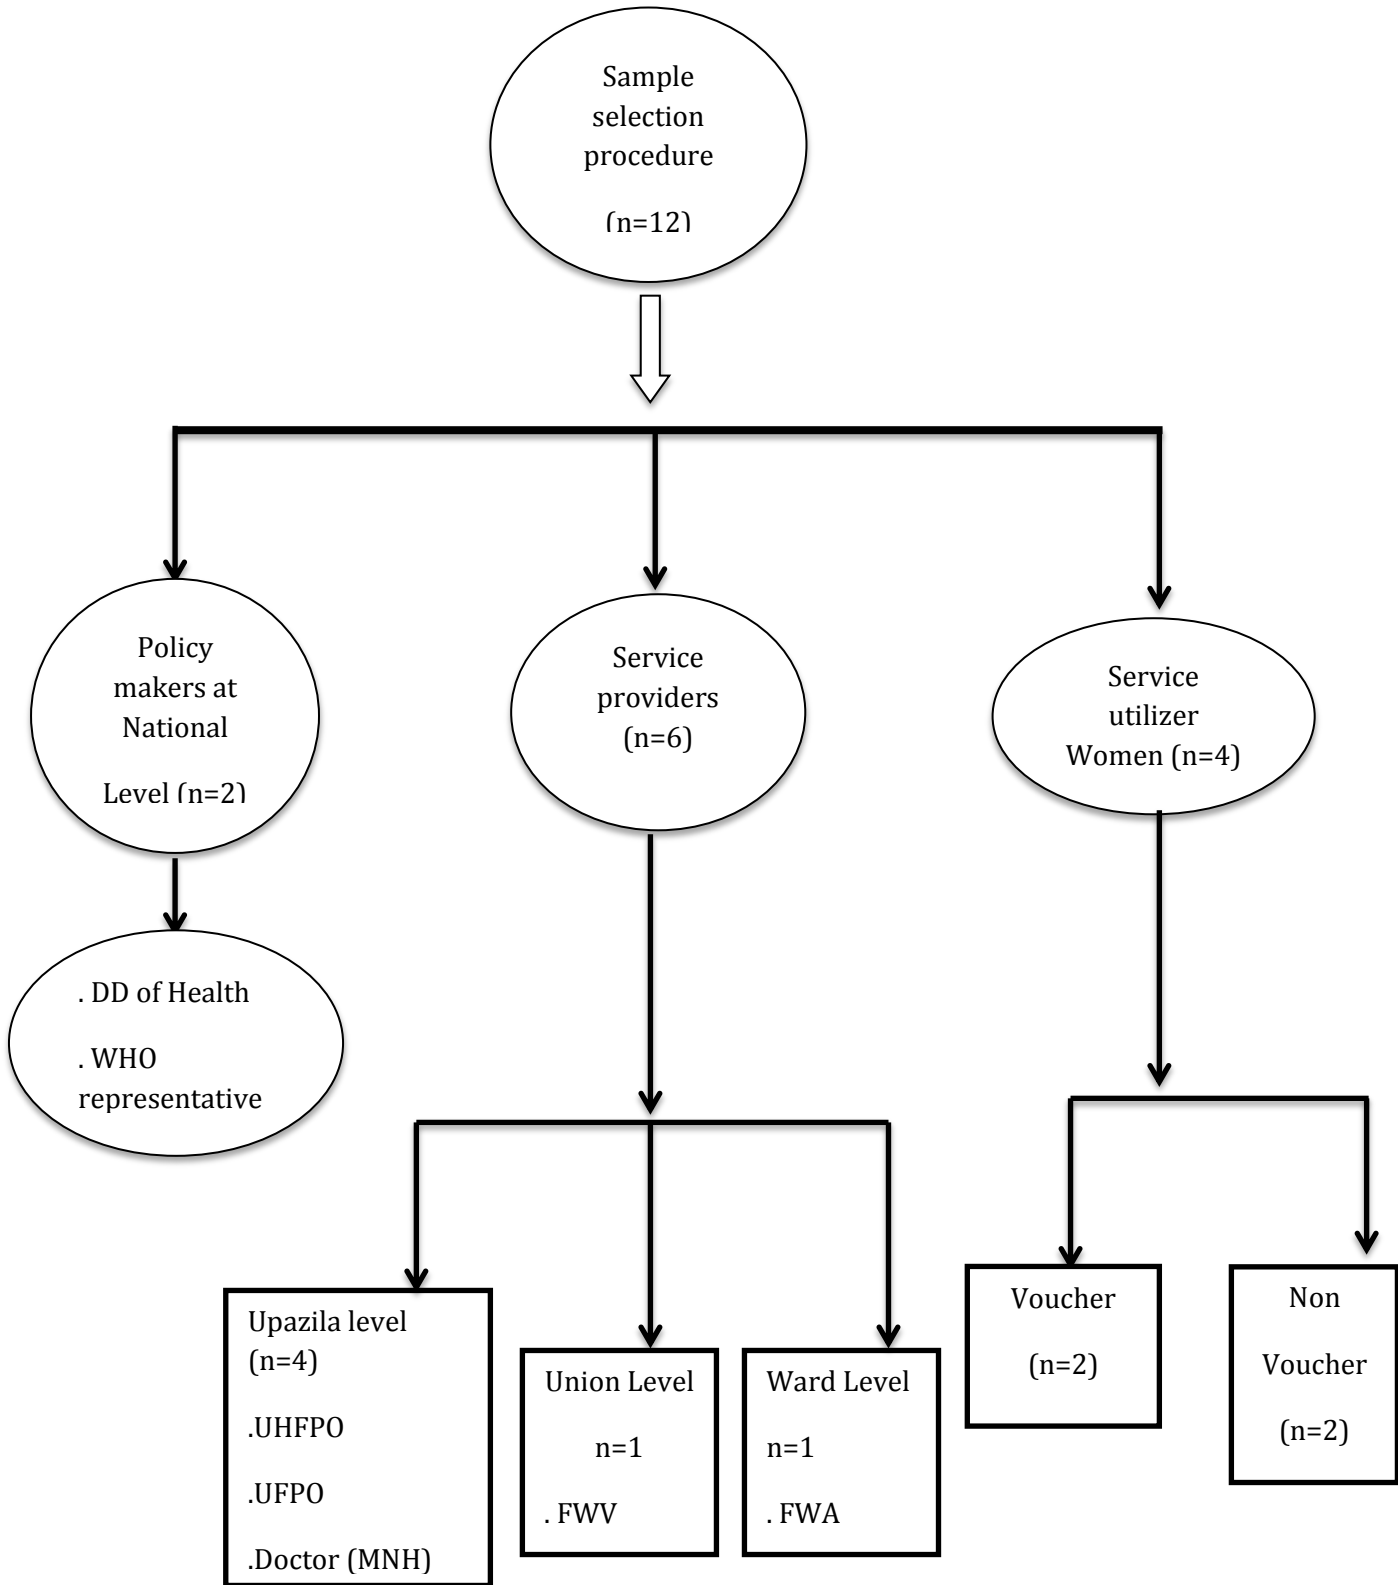 Sample
selection
procedure
(n=12)
Policy
makers at
National
Level (n=2)
Service
providers
(n=6)
Service
utilizer
Women (n=4)
. DD of Health
. WHO
representative
Upazila level
(n=4)
.UHFPO
.UFPO
.Doctor (MNH)
Union Level
n=1
. FWV
Ward Level
n=1
. FWA
Voucher
(n=2)
Non
Voucher
(n=2)